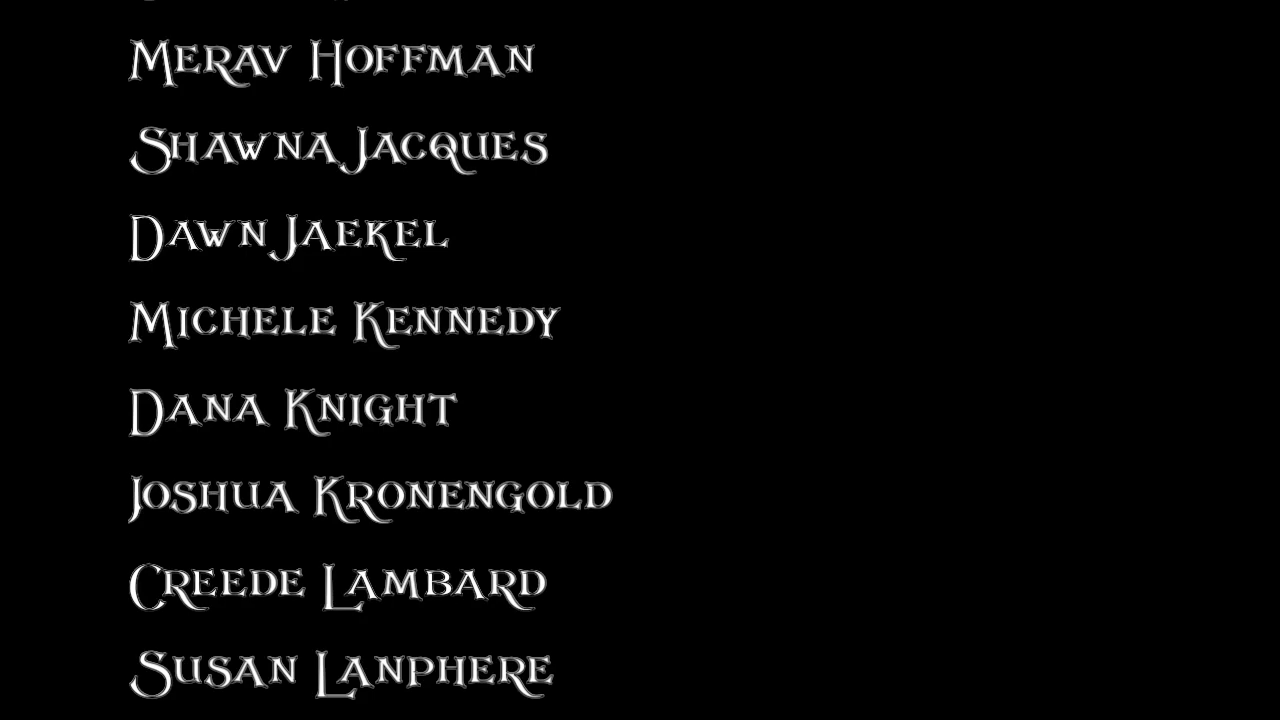 Merav Hoffman
Shawna Jacques
Dawn Jaekel
Michele Kennedy
Dana Knight
Joshua Kronengold
Creede Lambard
Susan Lanphere